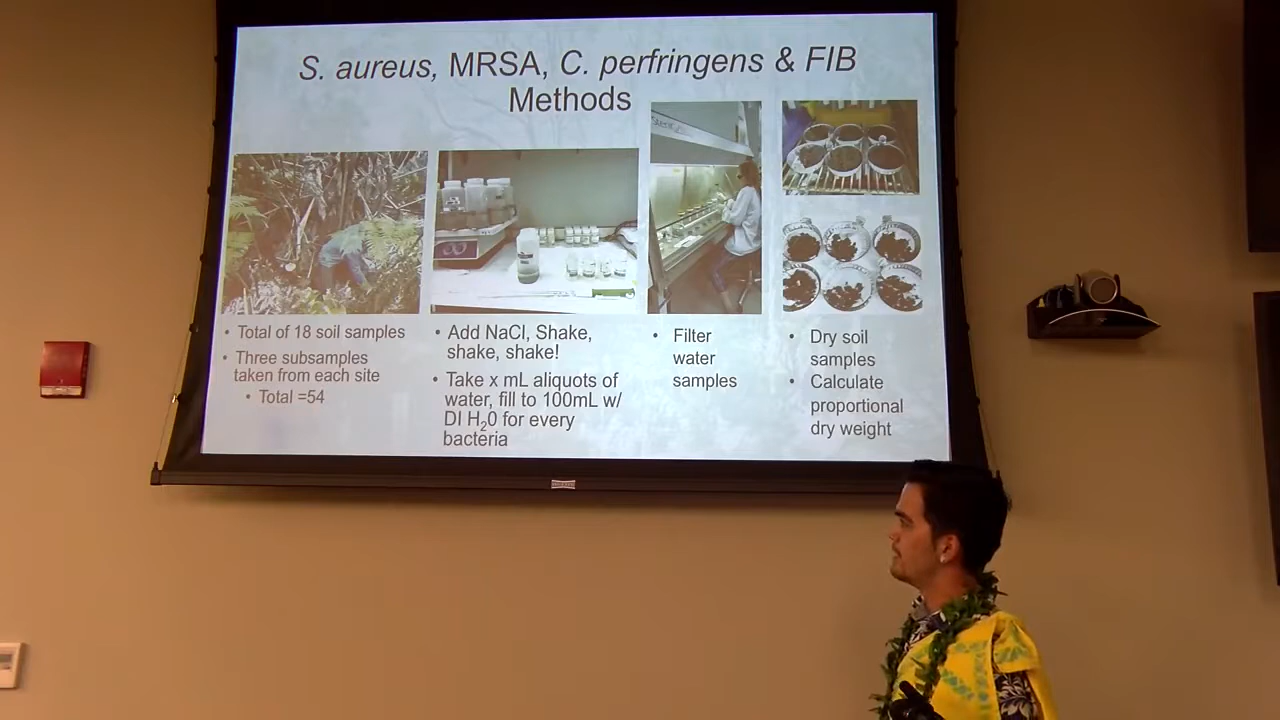 S. aureus, MRSA, C. perfringens & FIB
Methods
• Total of 18 soil samples
• Three subsamples
taken from each site
• Total =54
• Add NaCl, Shake,
shake, shake!
• Take x mL aliquots of
water, fill to 100mL w/
DI H₂0 for every
bacteria
• Filter
water
samples
• Dry soil
samples
• Calculate
proportional
dry weight